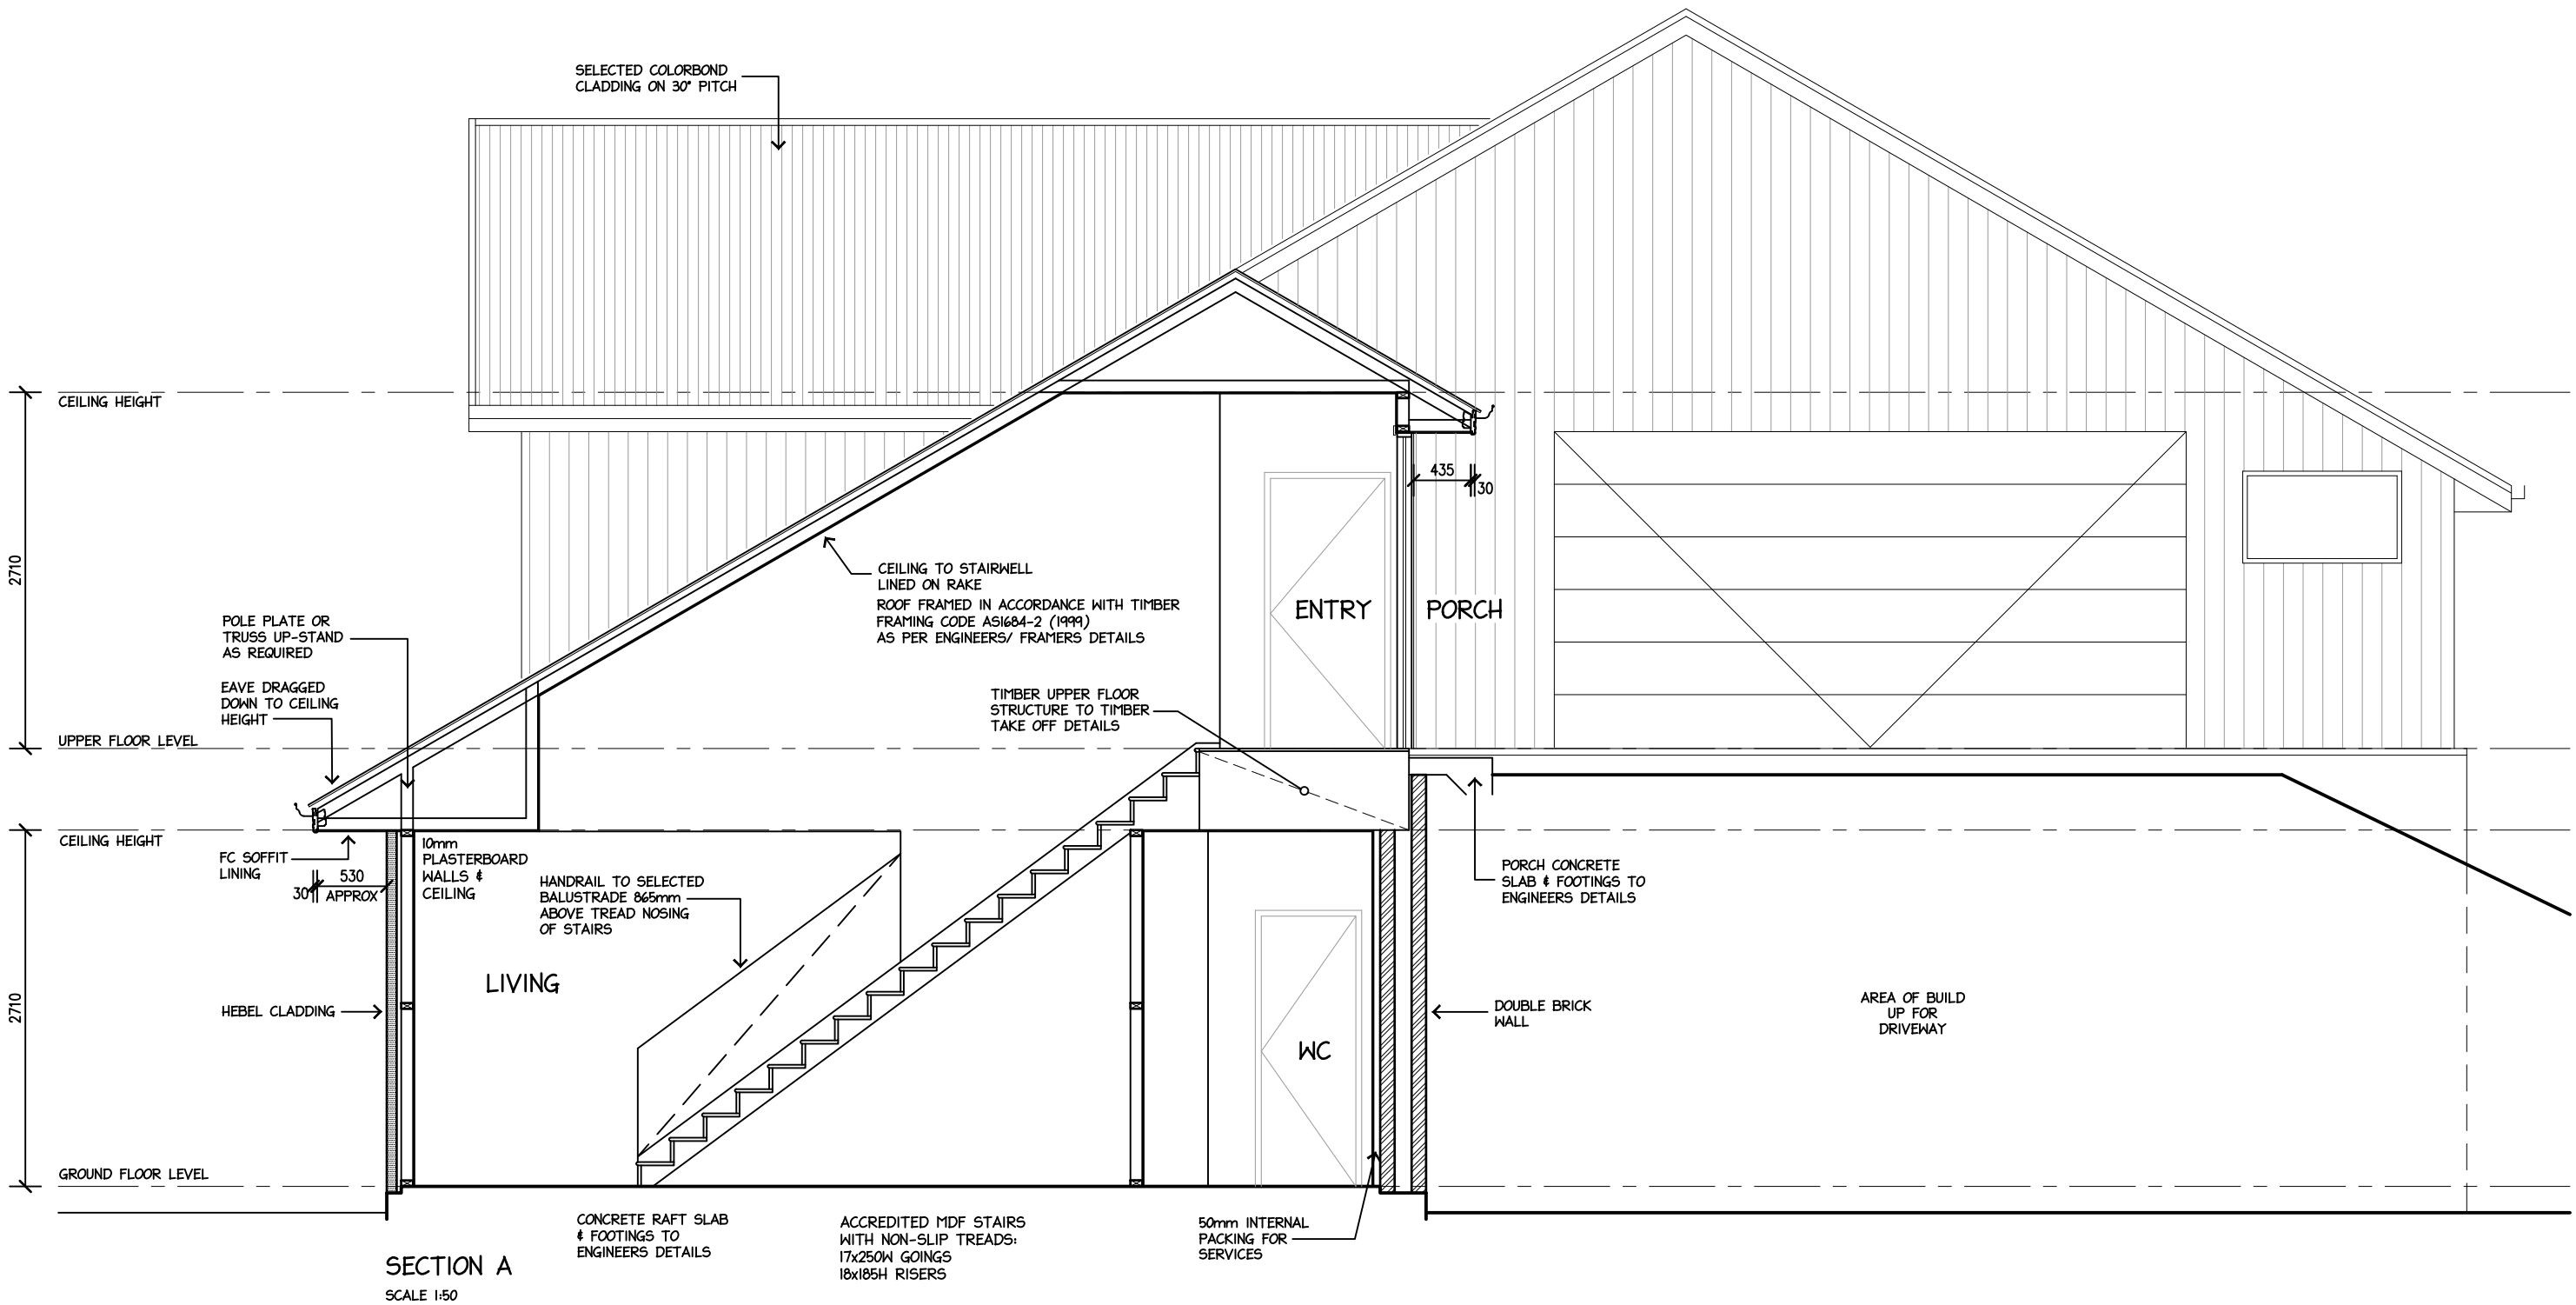 SELECTED COLORBOND
CLADDING ON 30° PITCH
CEILING HEIGHT
2710
435
30
CEILING TO STAIRWELL
LINED ON RAKE
ROOF FRAMED IN ACCORDANCE WITH TIMBER
FRAMING CODE AS1684-2 (1999)
AS PER ENGINEERS/ FRAMERS DETAILS
ENTRY
PORCH
POLE PLATE OR
TRUSS UP-STAND
AS REQUIRED
EAVE DRAGGED
DOWN TO CEILING
HEIGHT
TIMBER UPPER FLOOR
STRUCTURE TO TIMBER
TAKE OFF DETAILS
UPPER FLOOR LEVEL
CEILING HEIGHT
FC SOFFIT
LINING
30
530
APPROX
10mm
PLASTERBOARD
WALLS &
CEILING
HANDRAIL TO SELECTED
BALUSTRADE 865mm
ABOVE TREAD NOSING
OF STAIRS
PORCH CONCRETE
SLAB & FOOTINGS TO
ENGINEERS DETAILS
LIVING
2710
HEBEL CLADDING
WC
DOUBLE BRICK
WALL
AREA OF BUILD
UP FOR
DRIVEWAY
GROUND FLOOR LEVEL
CONCRETE RAFT SLAB
& FOOTINGS TO
ENGINEERS DETAILS
ACCREDITED MDF STAIRS
WITH NON-SLIP TREADS:
17x250W GOINGS
18x185H RISERS
50mm INTERNAL
PACKING FOR
SERVICES
SECTION A
SCALE 1:50